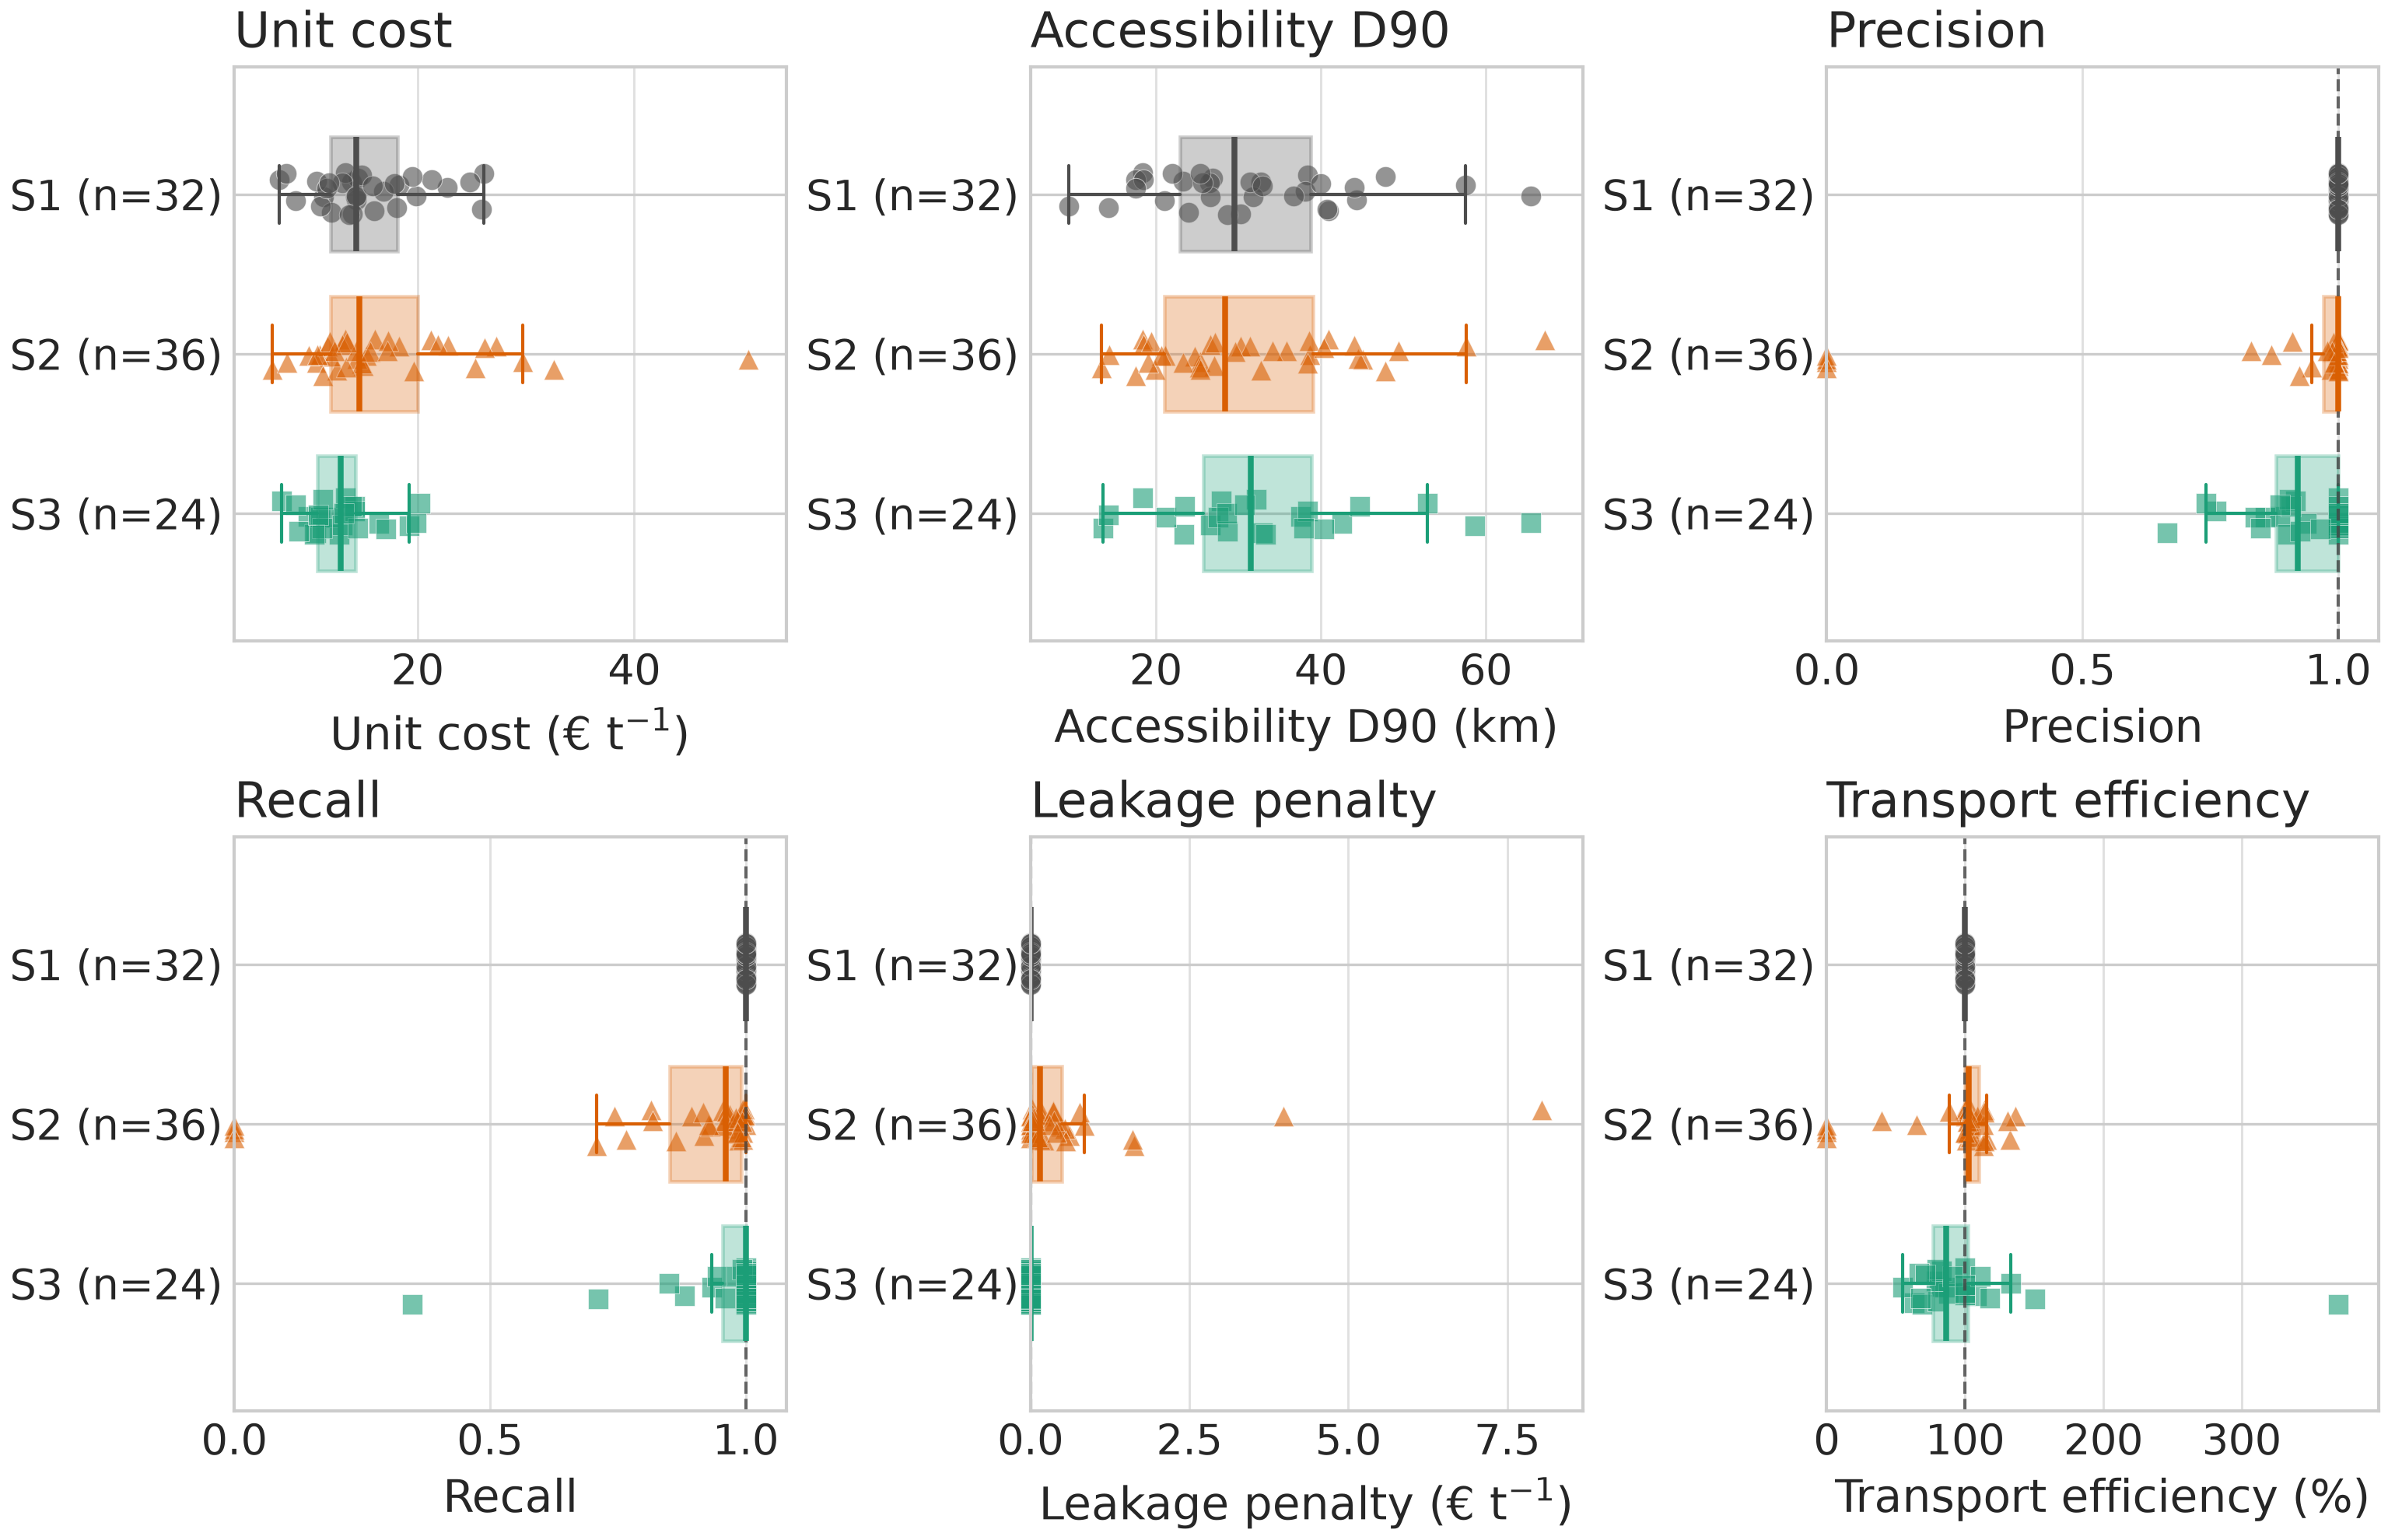 Unit cost
S1 (n=32)
S2 (n=36)
S3 (n=24)
20 40
Unit cost (€ t⁻¹)
Accessibility D90
S1 (n=32)
S2 (n=36)
S3 (n=24)
20 40 60
Accessibility D90 (km)
Precision
S1 (n=32)
S2 (n=36)
S3 (n=24)
0.0 0.5 1.0
Precision
Recall
S1 (n=32)
S2 (n=36)
S3 (n=24)
0.0 0.5 1.0
Recall
Leakage penalty
S1 (n=32)
S2 (n=36)
S3 (n=24)
0.0 2.5 5.0 7.5
Leakage penalty (€ t⁻¹)
Transport efficiency
S1 (n=32)
S2 (n=36)
S3 (n=24)
0 100 200 300
Transport efficiency (%)